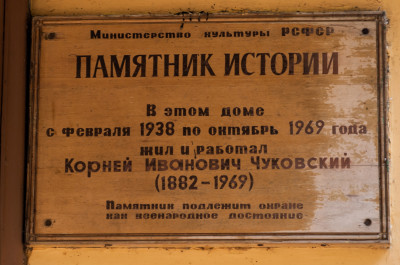 Министерство культуры РСФСР
ПАМЯТНИК ИСТОРИИ
В этом доме
с февраля 1938 по октябрь 1969 года
жил и работал
Корней Иванович Чуковский
(1882-1969)
Памятник подлежит охране
как всенародное достояние